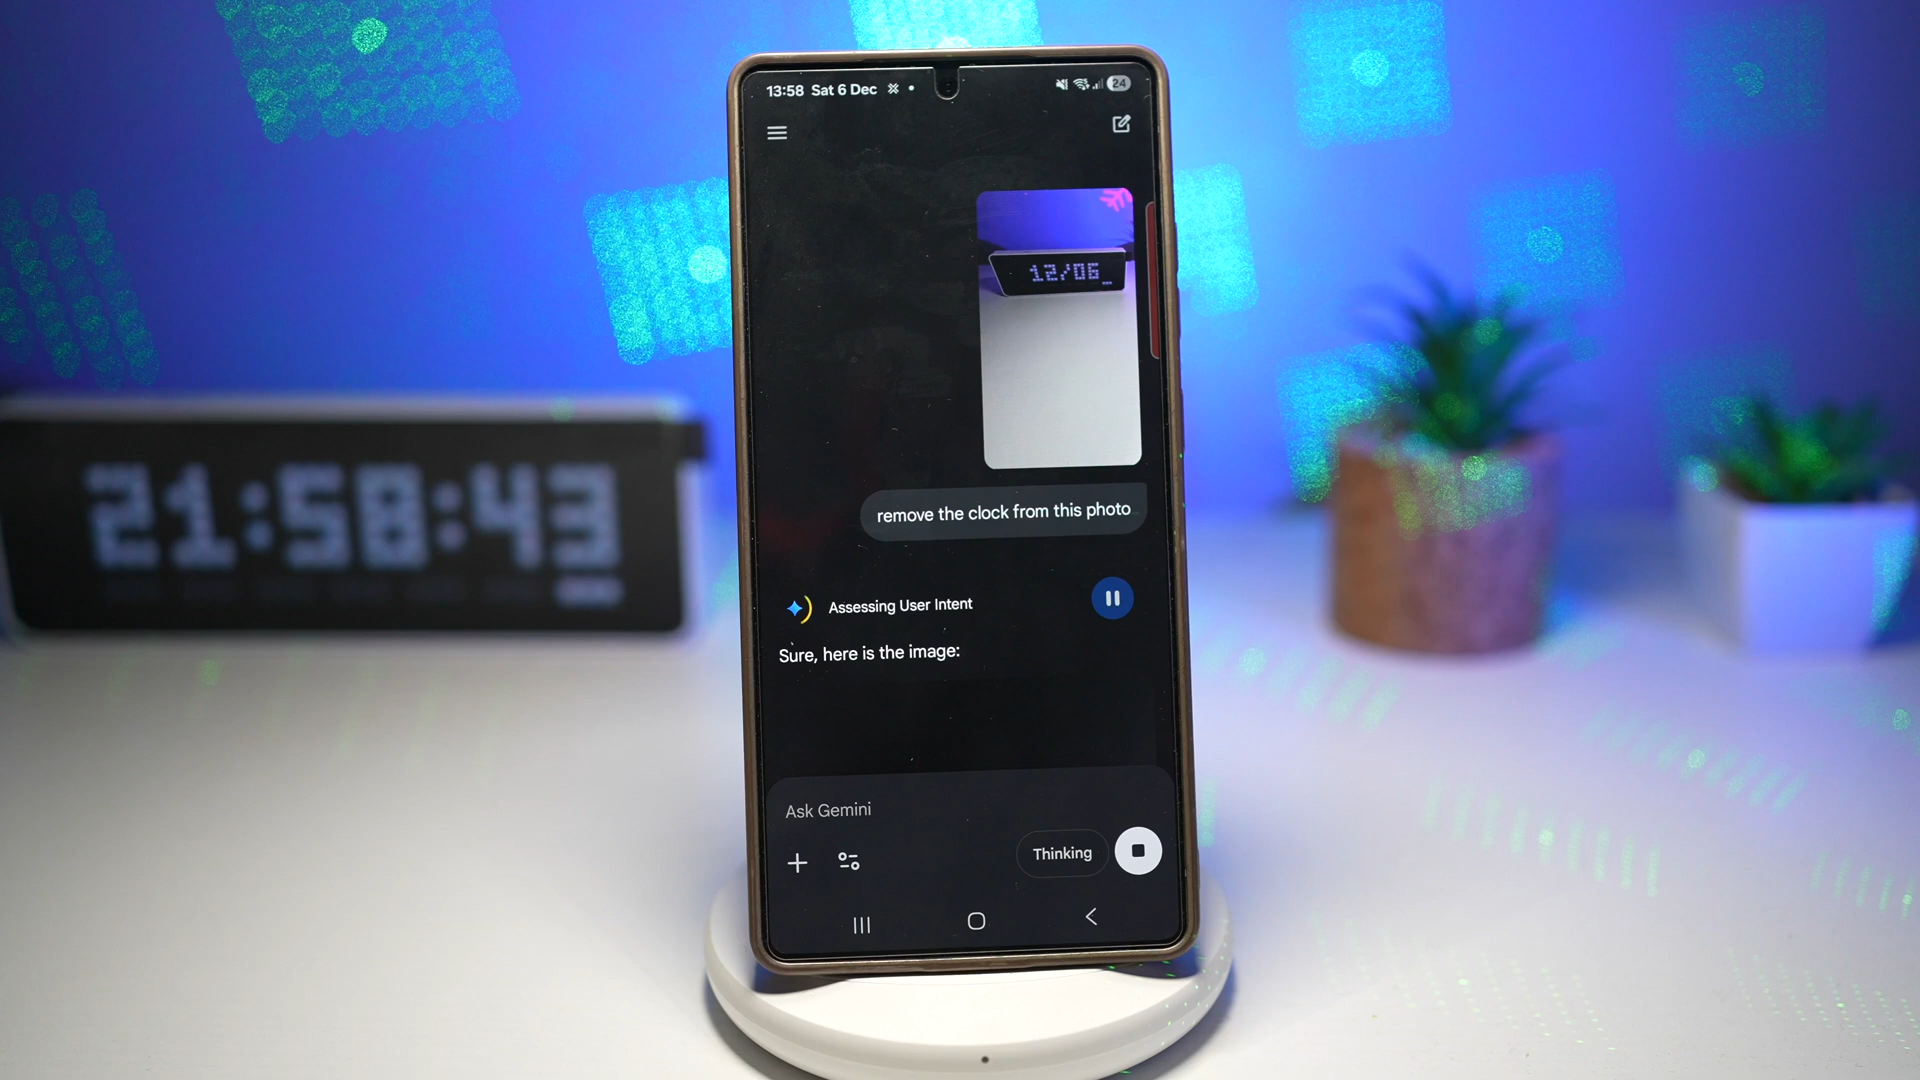 13:58 Sat 6 Dec
24
12/06
remove the clock from this photo
21:58:43
Assessing User Intent
Sure, here is the image:
Ask Gemini
Thinking